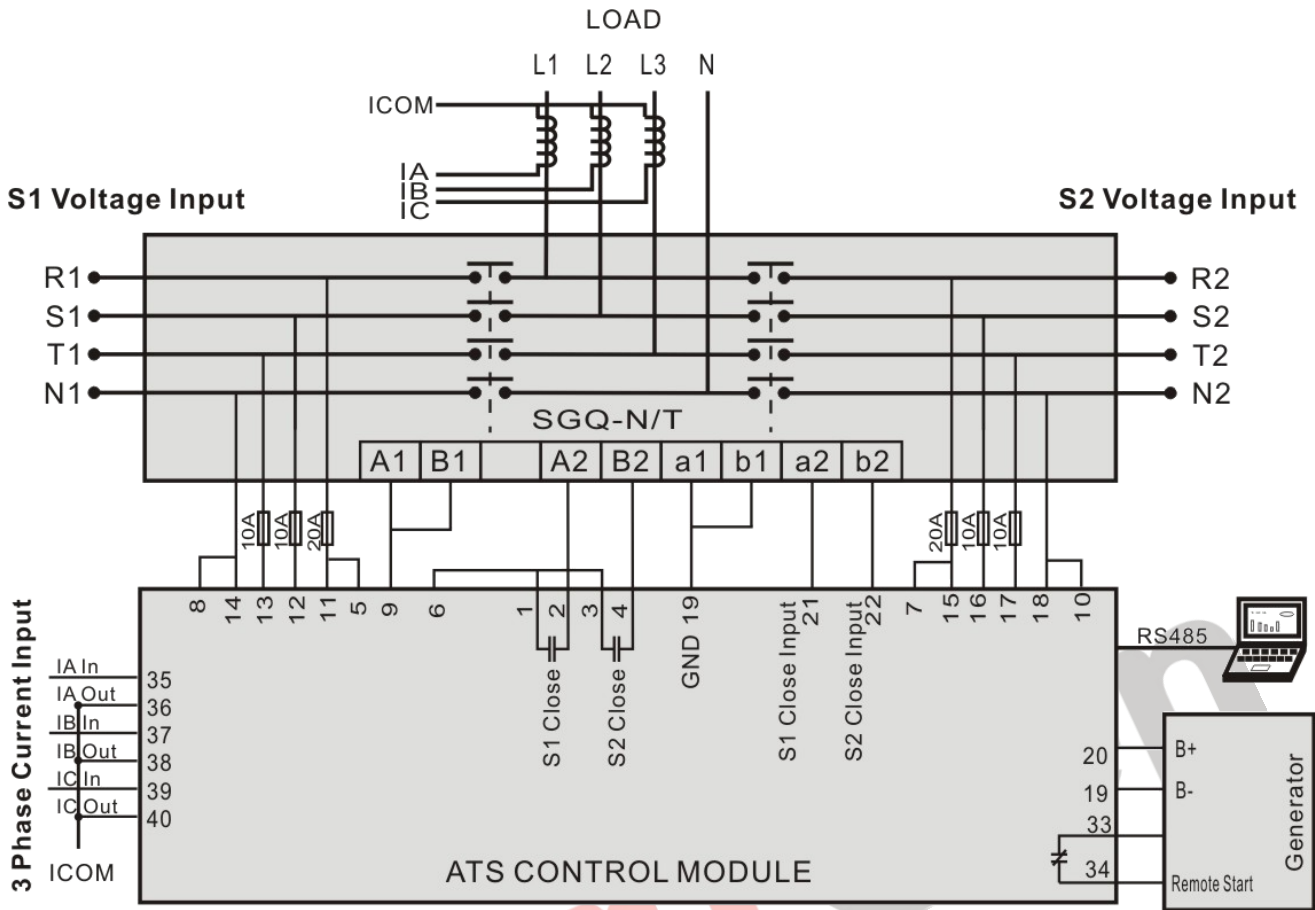 LOAD
L1 L2 L3 N
ICOM
IA
IB
IC
S1 Voltage Input
S2 Voltage Input
R1
S1
T1
N1
R2
S2
T2
N2
SGQ-N/T
A1 B1 A2 B2 a1 b1 a2 b2
10A 10A 20A
20A 10A 10A
8 14 13 12 11 5 9 6 1 2 3 4 GND 19 S1 Close Input 21 S2 Close Input 22 7 15 16 17 18 10
S1 Close
S2 Close
RS485
3 Phase Current Input
IA In 35
IA Out 36
IB In 37
IB Out 38
IC In 39
IC Out 40
ICOM
ATS CONTROL MODULE
20 B+
19 B-
33
34 Remote Start
Generator